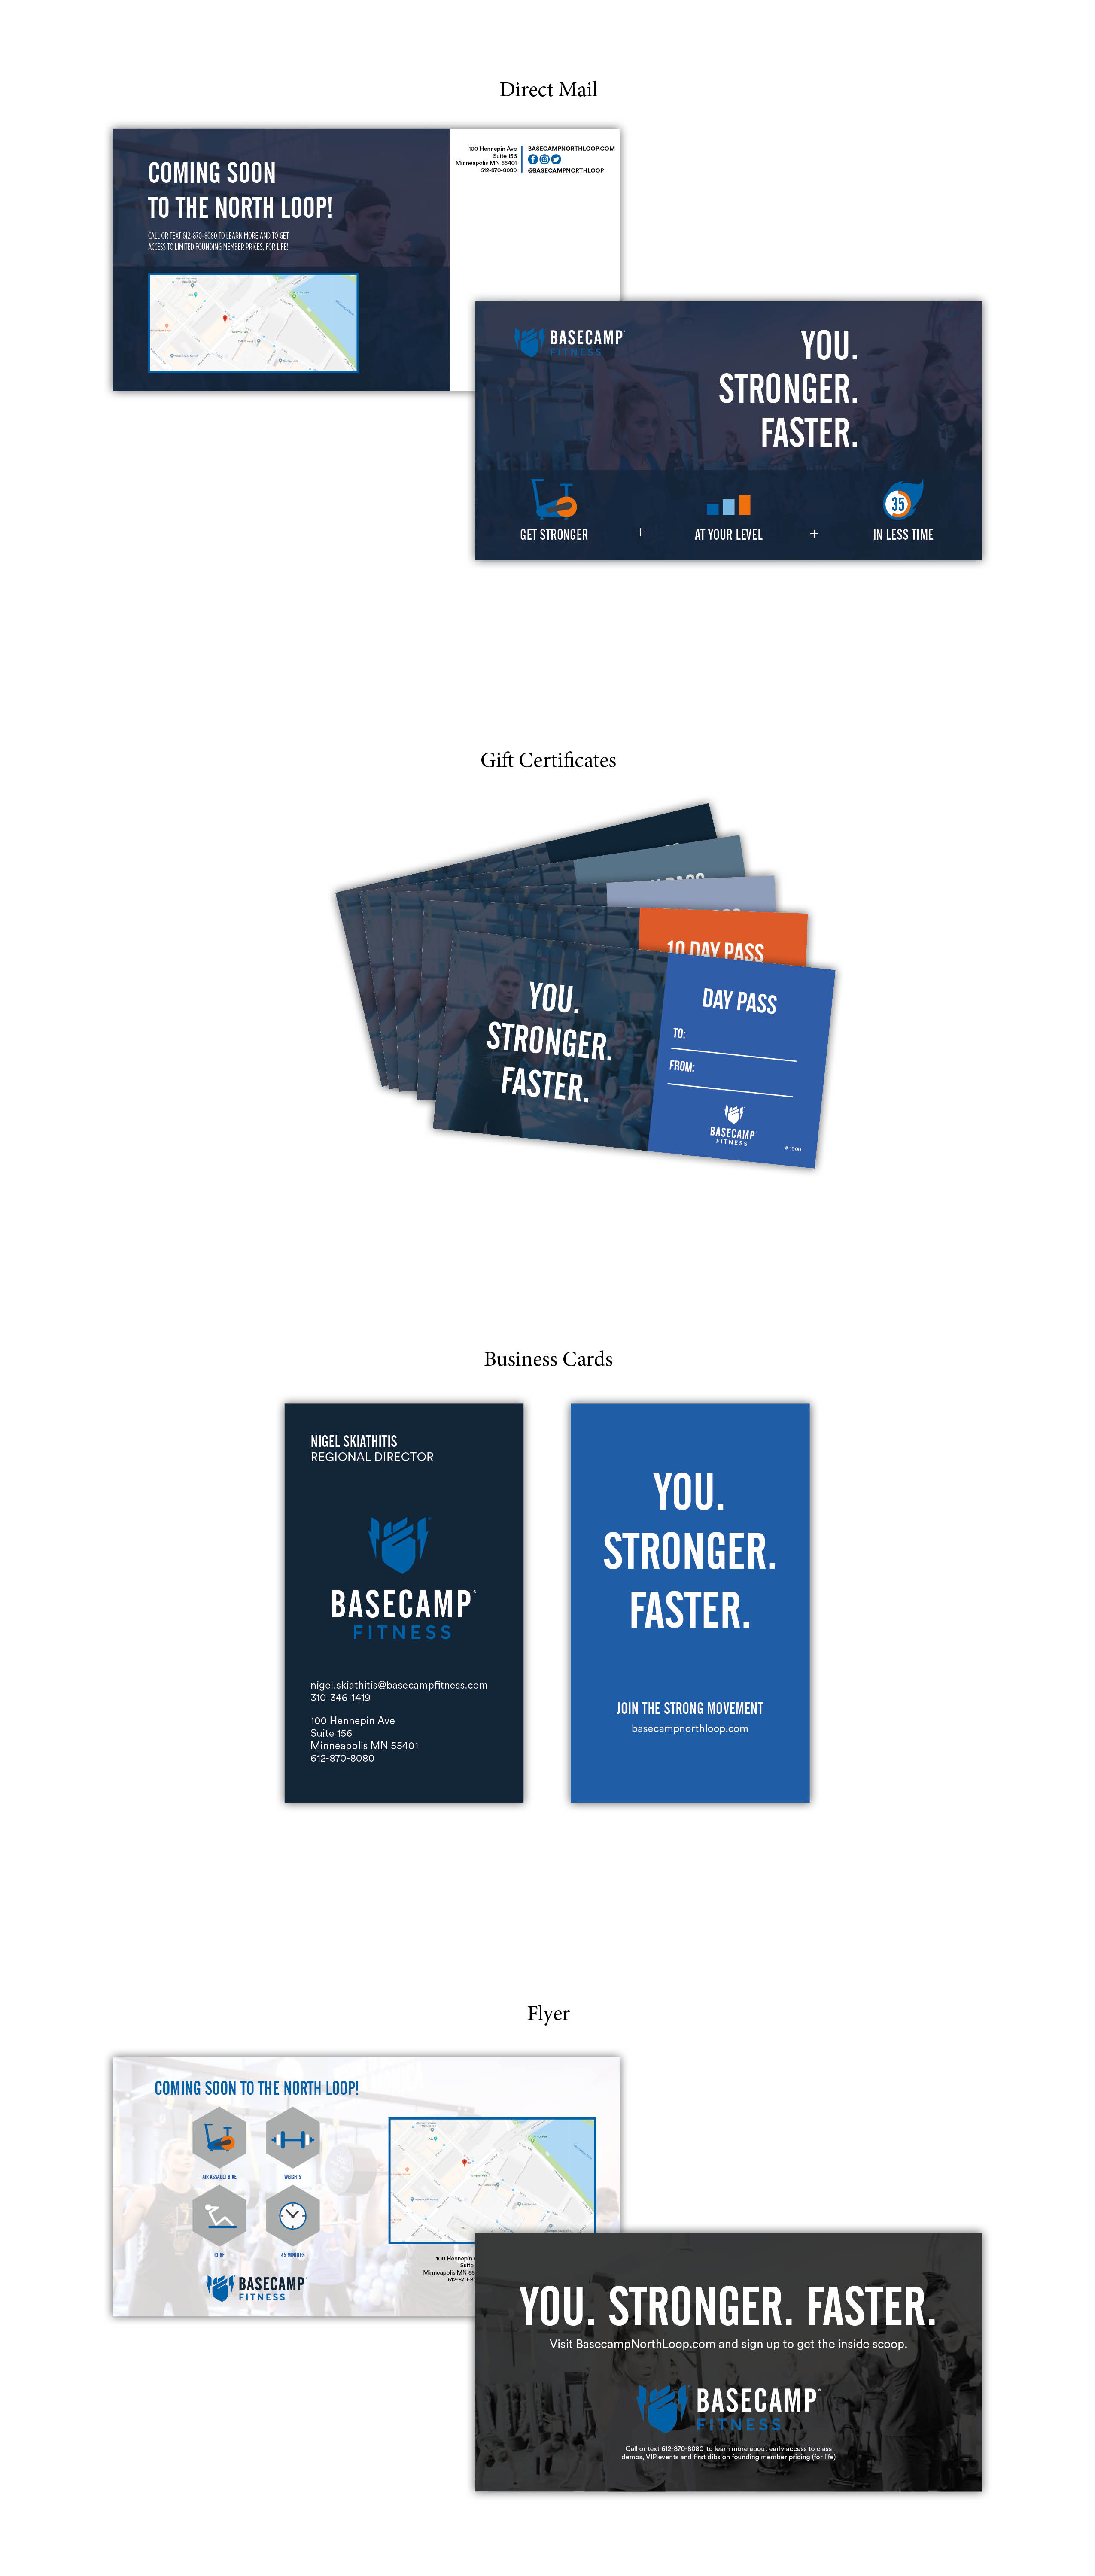 Direct Mail
COMING SOON
TO THE NORTH LOOP!
CALL OR TEXT 612-870-8080 TO LEARN MORE AND TO GET
ACCESS TO LIMITED FOUNDING MEMBER PRICES, FOR LIFE!
100 Hennepin Ave
Suite 156
Minneapolis MN 55401
612-870-8080
BASECAMPNORTHLOOP.COM
@BASECAMPNORTHLOOP
BASECAMP
FITNESS
YOU.
STRONGER.
FASTER.
35
GET STRONGER
+
AT YOUR LEVEL
+
IN LESS TIME
Gift Certificates
PASS
10 DAY PASS
YOU.
STRONGER.
FASTER.
DAY PASS
TO:
FROM:
BASECAMP
FITNESS
# 1000
Business Cards
NIGEL SKIATHITIS
REGIONAL DIRECTOR
BASECAMP
FITNESS
nigel.skiathitis@basecampfitness.com
310-346-1419
100 Hennepin Ave
Suite 156
Minneapolis MN 55401
612-870-8080
YOU.
STRONGER.
FASTER.
JOIN THE STRONG MOVEMENT
basecampnorthloop.com
Flyer
COMING SOON TO THE NORTH LOOP!
AIR ASSAULT BIKE
WEIGHTS
CORE
45 MINUTES
BASECAMP
FITNESS
100 Hennepin
Suite
Minneapolis MN 55
612-870-8
YOU. STRONGER. FASTER.
Visit BasecampNorthLoop.com and sign up to get the inside scoop.
BASECAMP
FITNESS
Call or text 612-870-8080 to learn more about early access to class
demos, VIP events and first dibs on founding member pricing (for life)